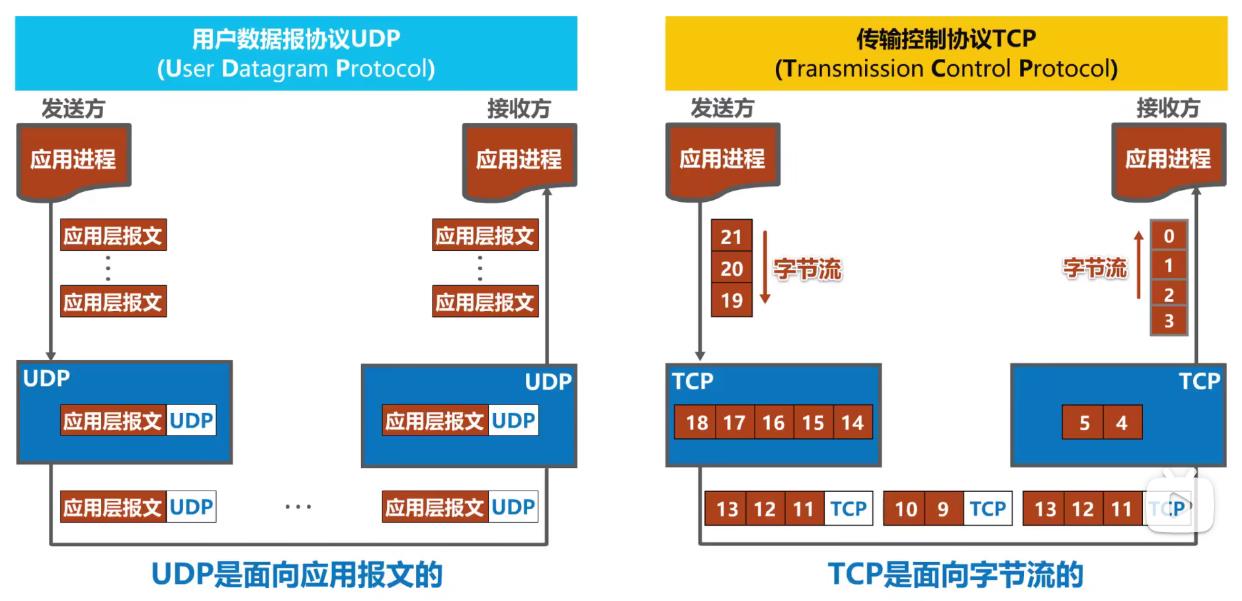 用户数据报协议UDP
(User Datagram Protocol)
发送方
接收方
应用进程
应用进程
应用层报文
应用层报文
应用层报文
应用层报文
UDP
UDP
应用层报文 UDP
应用层报文 UDP
应用层报文 UDP
...
应用层报文 UDP
UDP是面向应用报文的
传输控制协议TCP
(Transmission Control Protocol)
发送方
接收方
应用进程
应用进程
21
20
19
字节流
字节流
0
1
2
3
TCP
TCP
18 17 16 15 14
5 4
13 12 11 TCP
10 9 TCP
13 12 11 TCP
TCP是面向字节流的